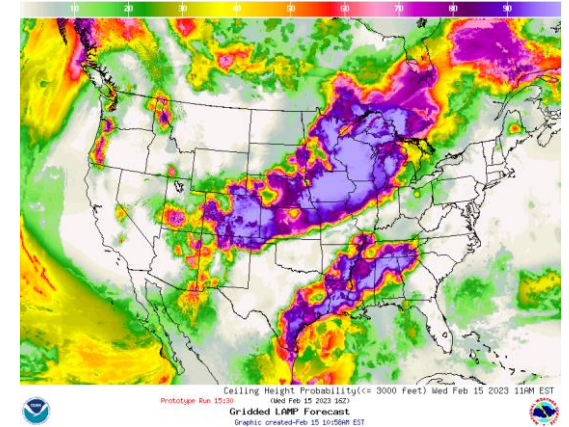 10 20 30 40 50 60 70 80 90
Ceiling Height Probability(<= 3000 Feet) Wed Feb 15 2023 11AM EST
Prototype Run 15:30 (Wed Feb 15 2023 16Z)
Gridded LAMP Forecast
Graphic created-Feb 15 10:58AM EST